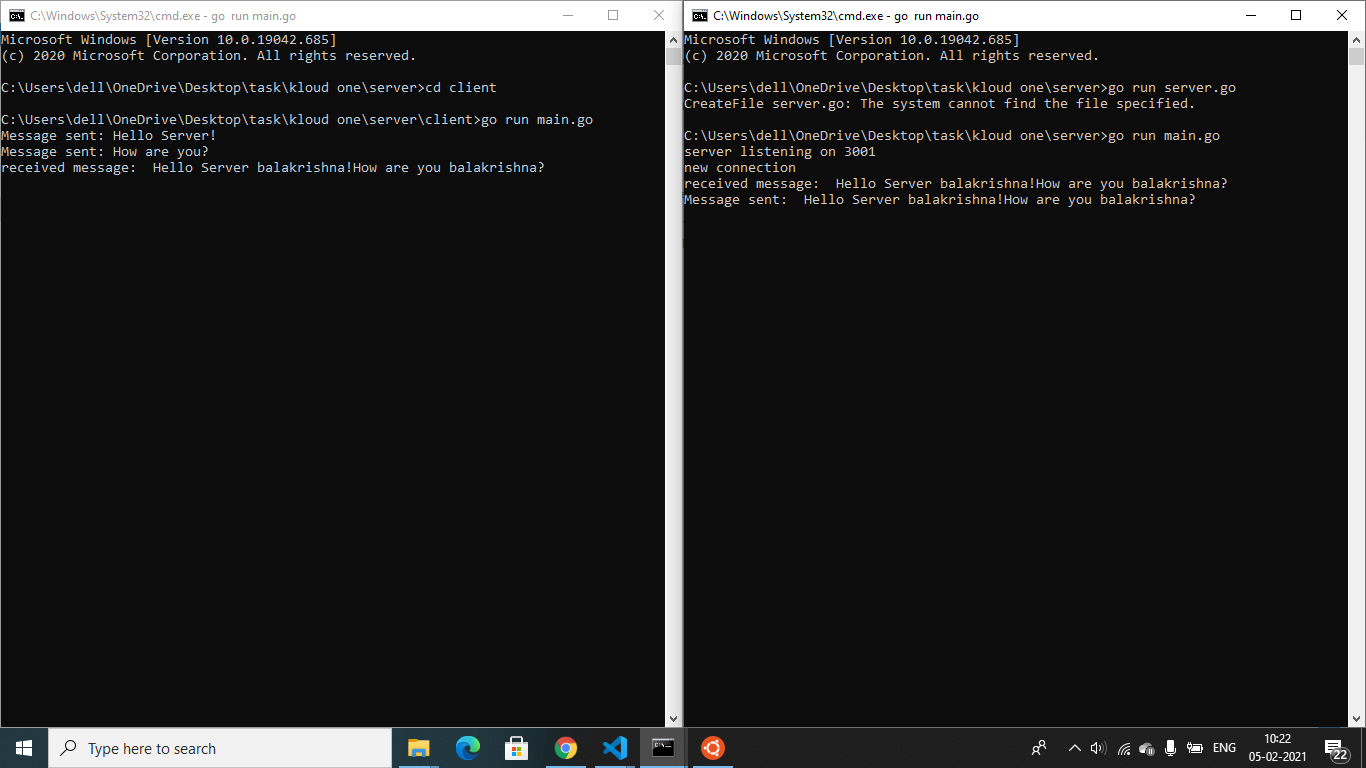 C:\Windows\System32\cmd.exe - go  run main.go
Microsoft Windows [Version 10.0.19042.685]
(c) 2020 Microsoft Corporation. All rights reserved.
C:\Users\dell\OneDrive\Desktop\task\kloud one\server>cd client
C:\Users\dell\OneDrive\Desktop\task\kloud one\server\client>go run main.go
Message sent: Hello Server!
Message sent: How are you?
received message:  Hello Server balakrishna!How are you balakrishna?
C:\Windows\System32\cmd.exe - go  run main.go
Microsoft Windows [Version 10.0.19042.685]
(c) 2020 Microsoft Corporation. All rights reserved.
C:\Users\dell\OneDrive\Desktop\task\kloud one\server>go run server.go
CreateFile server.go: The system cannot find the file specified.
C:\Users\dell\OneDrive\Desktop\task\kloud one\server>go run main.go
server listening on 3001
new connection
received message:  Hello Server balakrishna!How are you balakrishna?
Message sent:  Hello Server balakrishna!How are you balakrishna?
Type here to search
ENG
10:22
05-02-2021
22